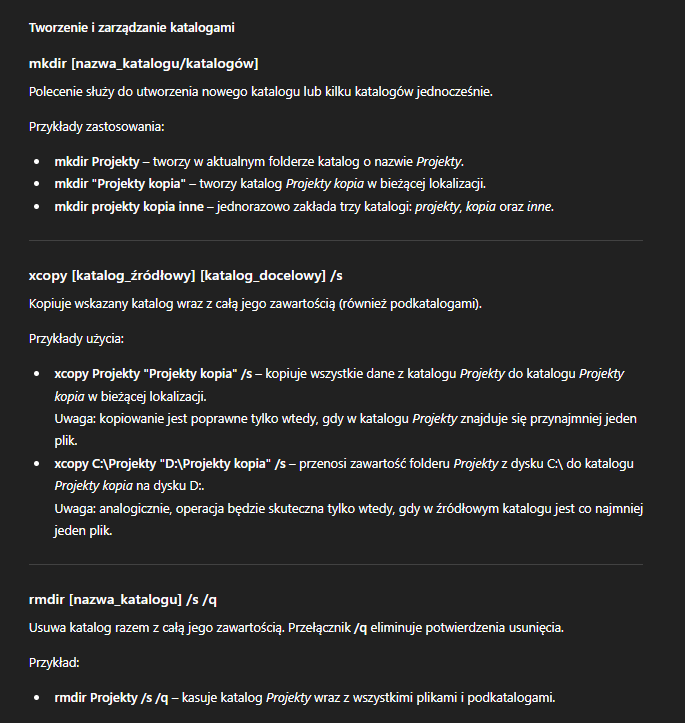 Tworzenie i zarządzanie katalogami
mkdir [nazwa_katalogu/katalogów]
Polecenie służy do utworzenia nowego katalogu lub kilku katalogów jednocześnie.
Przykłady zastosowania:
• mkdir Projekty – tworzy w aktualnym folderze katalog o nazwie Projekty.
• mkdir "Projekty kopia" – tworzy katalog Projekty kopia w bieżącej lokalizacji.
• mkdir projekty kopia inne – jednorazowo zakłada trzy katalogi: projekty, kopia oraz inne.
xcopy [katalog_źródłowy] [katalog_docelowy] /s
Kopiuje wskazany katalog wraz z całą jego zawartością (również podkatalogami).
Przykłady użycia:
• xcopy Projekty "Projekty kopia" /s – kopiuje wszystkie dane z katalogu Projekty do katalogu Projekty
kopia w bieżącej lokalizacji.
Uwaga: kopiowanie jest poprawne tylko wtedy, gdy w katalogu Projekty znajduje się przynajmniej jeden
plik.
• xcopy C:\Projekty "D:\Projekty kopia" /s – przenosi zawartość folderu Projekty z dysku C:\ do katalogu
Projekty kopia na dysku D:.
Uwaga: analogicznie, operacja będzie skuteczna tylko wtedy, gdy w źródłowym katalogu jest co najmniej
jeden plik.
rmdir [nazwa_katalogu] /s /q
Usuwa katalog razem z całą jego zawartością. Przełącznik /q eliminuje potwierdzenia usunięcia.
Przykład:
• rmdir Projekty /s /q – kasuje katalog Projekty wraz z wszystkimi plikami i podkatalogami.